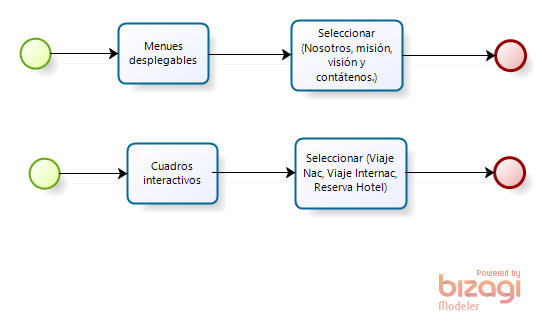 Menues
desplegables
Seleccionar
(Nosotros, misión,
visión y
contátenos.)
Cuadros
interactivos
Seleccionar (Viaje
Nac, Viaje Internac,
Reserva Hotel)
Powered by
bizagi
Modeler